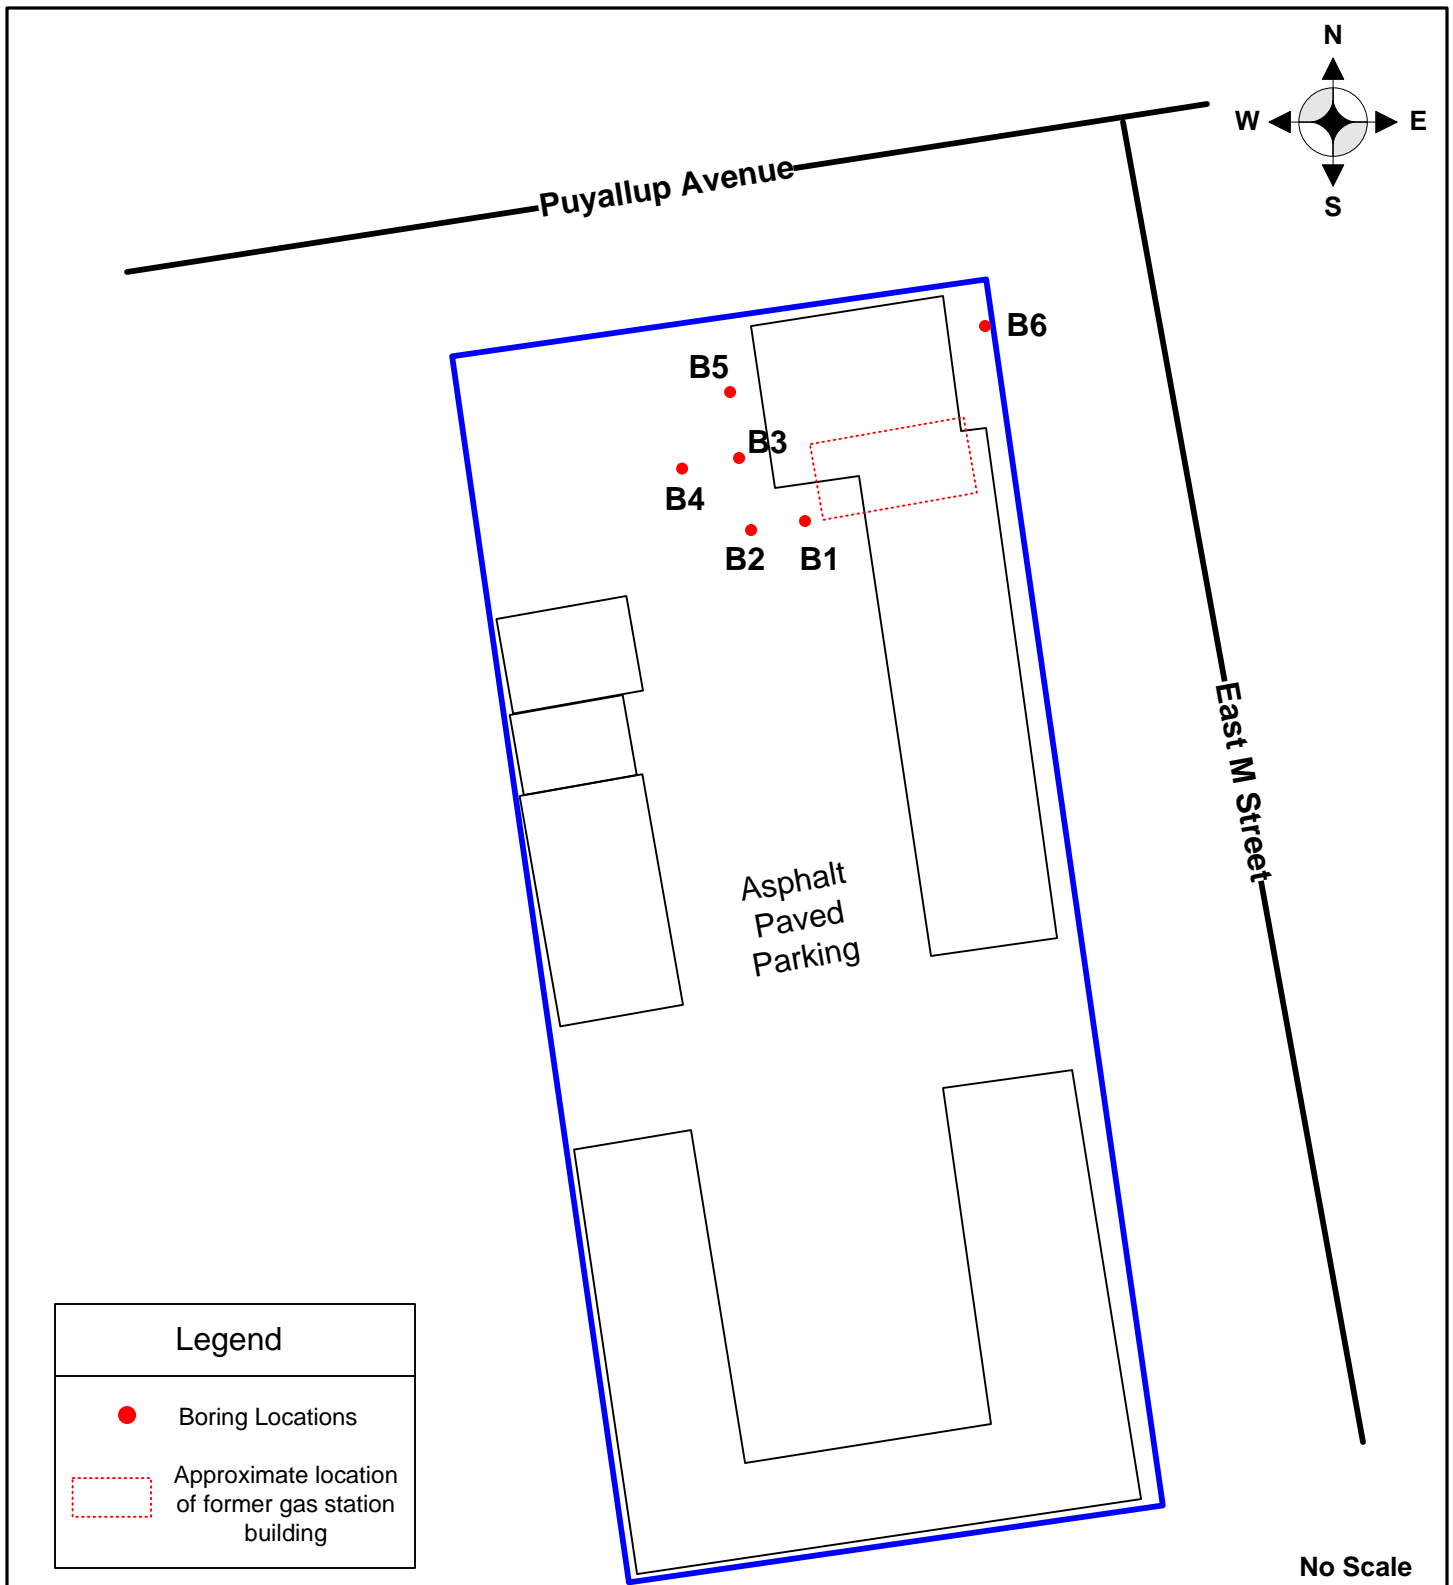 N
W
E
S
Puyallup Avenue
B6
B5
B3
B4
B2
B1
East M Street
Asphalt
Paved
Parking
Legend
Boring Locations
Approximate location
of former gas station
building
No Scale